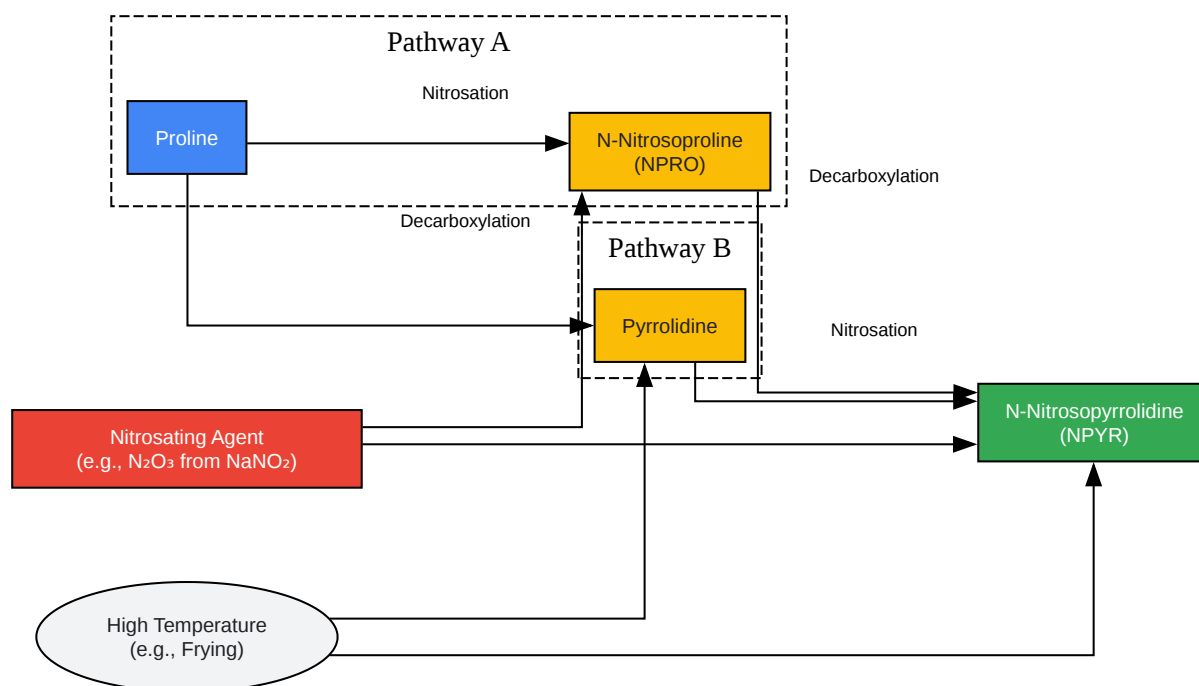 Pathway A
Nitrosation
Proline
N-Nitrosoproline
(NPRO)
Decarboxylation
Decarboxylation
Pathway B
Pyrrolidine
Nitrosation
N-Nitrosopyrrolidine
(NPYR)
Nitrosating Agent
(e.g., N₂O₃ from NaNO₂)
High Temperature
(e.g., Frying)